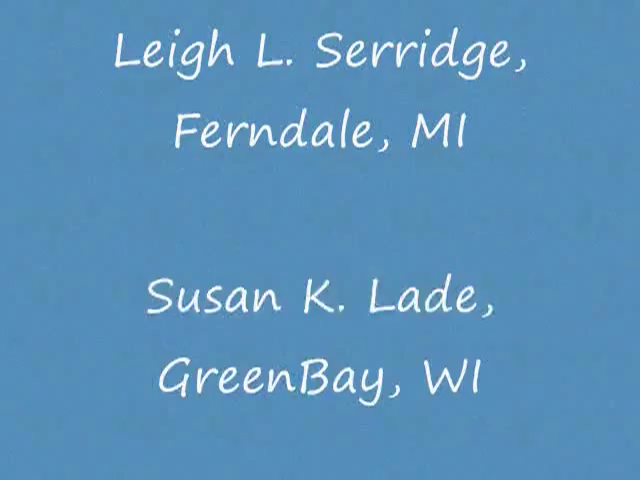 Leigh L. Serridge,
Ferndale, MI
Susan K. Lade,
GreenBay, WI